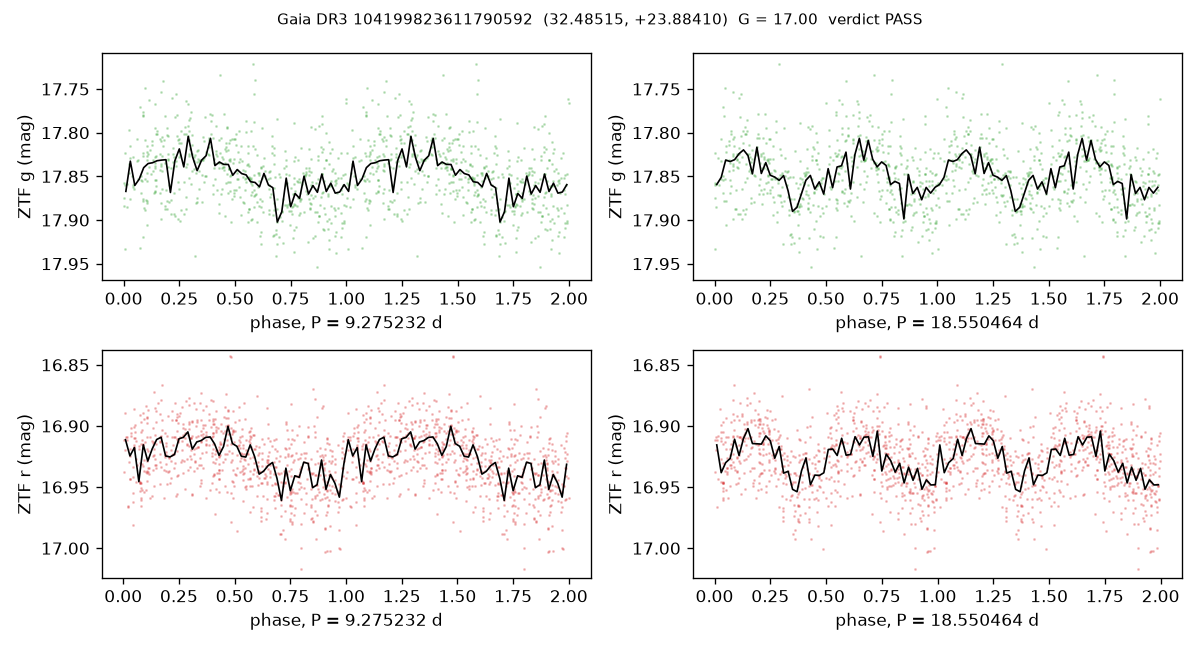 Gaia DR3 104199823611790592  (32.48515, +23.88410)  G = 17.00  verdict PASS
ZTF g (mag)
17.75
17.80
17.85
17.90
17.95
0.00 0.25 0.50 0.75 1.00 1.25 1.50 1.75 2.00
phase, P = 9.275232 d
ZTF g (mag)
17.75
17.80
17.85
17.90
17.95
0.00 0.25 0.50 0.75 1.00 1.25 1.50 1.75 2.00
phase, P = 18.550464 d
ZTF r (mag)
16.85
16.90
16.95
17.00
0.00 0.25 0.50 0.75 1.00 1.25 1.50 1.75 2.00
phase, P = 9.275232 d
ZTF r (mag)
16.85
16.90
16.95
17.00
0.00 0.25 0.50 0.75 1.00 1.25 1.50 1.75 2.00
phase, P = 18.550464 d